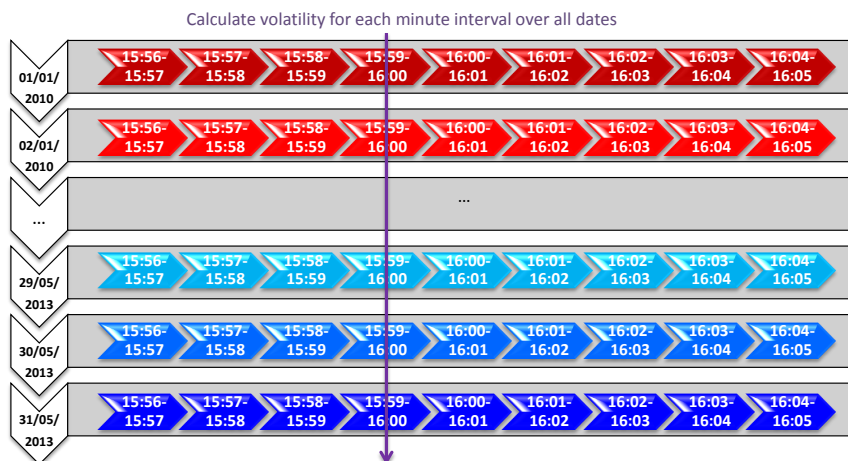 Calculate volatility for each minute interval over all dates
01/01/
2010
15:56- 15:57- 15:58- 15:59- 16:00- 16:01- 16:02- 16:03- 16:04-
15:57 15:58 15:59 16:00 16:01 16:02 16:03 16:04 16:05
02/01/
2010
15:56- 15:57- 15:58- 15:59- 16:00- 16:01- 16:02- 16:03- 16:04-
15:57 15:58 15:59 16:00 16:01 16:02 16:03 16:04 16:05
...
...
29/05/
2013
15:56- 15:57- 15:58- 15:59- 16:00- 16:01- 16:02- 16:03- 16:04-
15:57 15:58 15:59 16:00 16:01 16:02 16:03 16:04 16:05
30/05/
2013
15:56- 15:57- 15:58- 15:59- 16:00- 16:01- 16:02- 16:03- 16:04-
15:57 15:58 15:59 16:00 16:01 16:02 16:03 16:04 16:05
31/05/
2013
15:56- 15:57- 15:58- 15:59- 16:00- 16:01- 16:02- 16:03- 16:04-
15:57 15:58 15:59 16:00 16:01 16:02 16:03 16:04 16:05